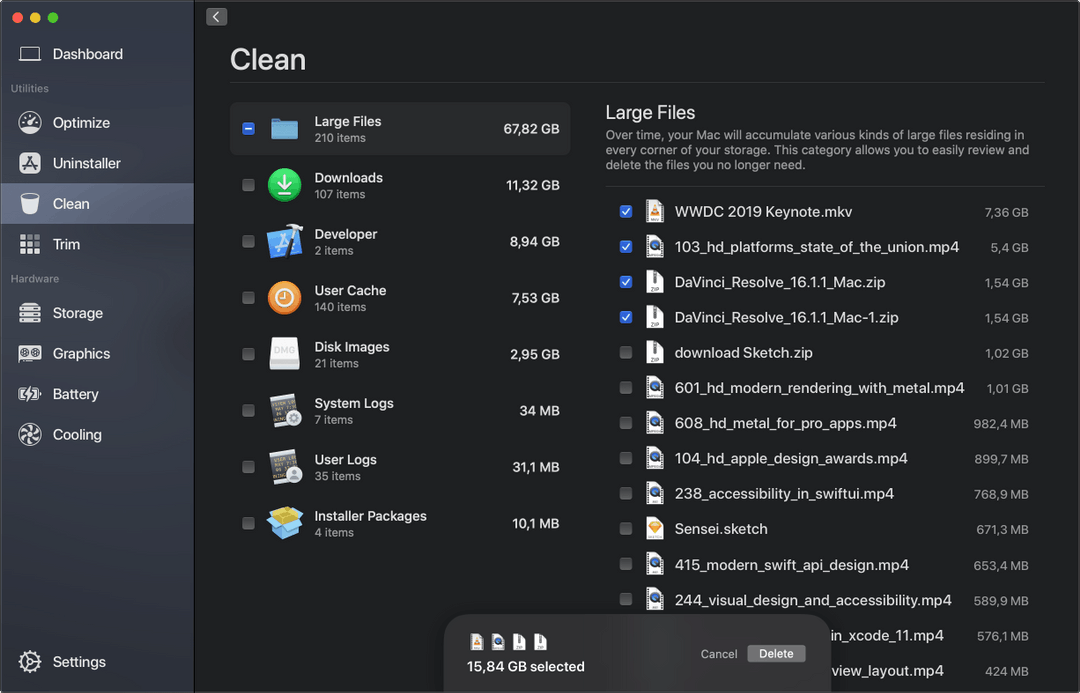 Dashboard
Utilities
Optimize
Uninstaller
Clean
Trim
Hardware
Storage
Graphics
Battery
Cooling
Settings
Clean
Large Files
210 items
67,82 GB
Downloads
107 items
11,32 GB
Developer
2 items
8,94 GB
User Cache
140 items
7,53 GB
DMG
Disk Images
21 items
2,95 GB
System Logs
7 items
34 MB
User Logs
35 items
31,1 MB
Installer Packages
4 items
10,1 MB
Large Files
Over time, your Mac will accumulate various kinds of large files residing in
every corner of your storage. This category allows you to easily review and
delete the files you no longer need.
WWDC 2019 Keynote.mkv 7,36 GB
103_hd_platforms_state_of_the_union.mp4 5,4 GB
ZIP DaVinci_Resolve_16.1.1_Mac.zip 1,54 GB
ZIP DaVinci_Resolve_16.1.1_Mac-1.zip 1,54 GB
ZIP download Sketch.zip 1,02 GB
601_hd_modern_rendering_with_metal.mp4 1,01 GB
608_hd_metal_for_pro_apps.mp4 982,4 MB
104_hd_apple_design_awards.mp4 899,7 MB
238_accessibility_in_swiftui.mp4 768,9 MB
Sensei.sketch 671,3 MB
415_modern_swift_api_design.mp4 653,4 MB
244_visual_design_and_accessibility.mp4 589,9 MB
in_xcode_11.mp4 576,1 MB
view_layout.mp4 424 MB
15,84 GB selected
Cancel
Delete